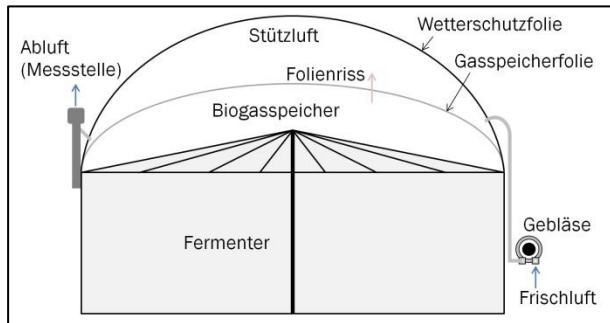 Wetterschutzfolie
Stützluft
Abluft
(Messstelle)
Gasspeicherfolie
Folienriss
Biogasspeicher
Gebläse
Fermenter
Frischluft